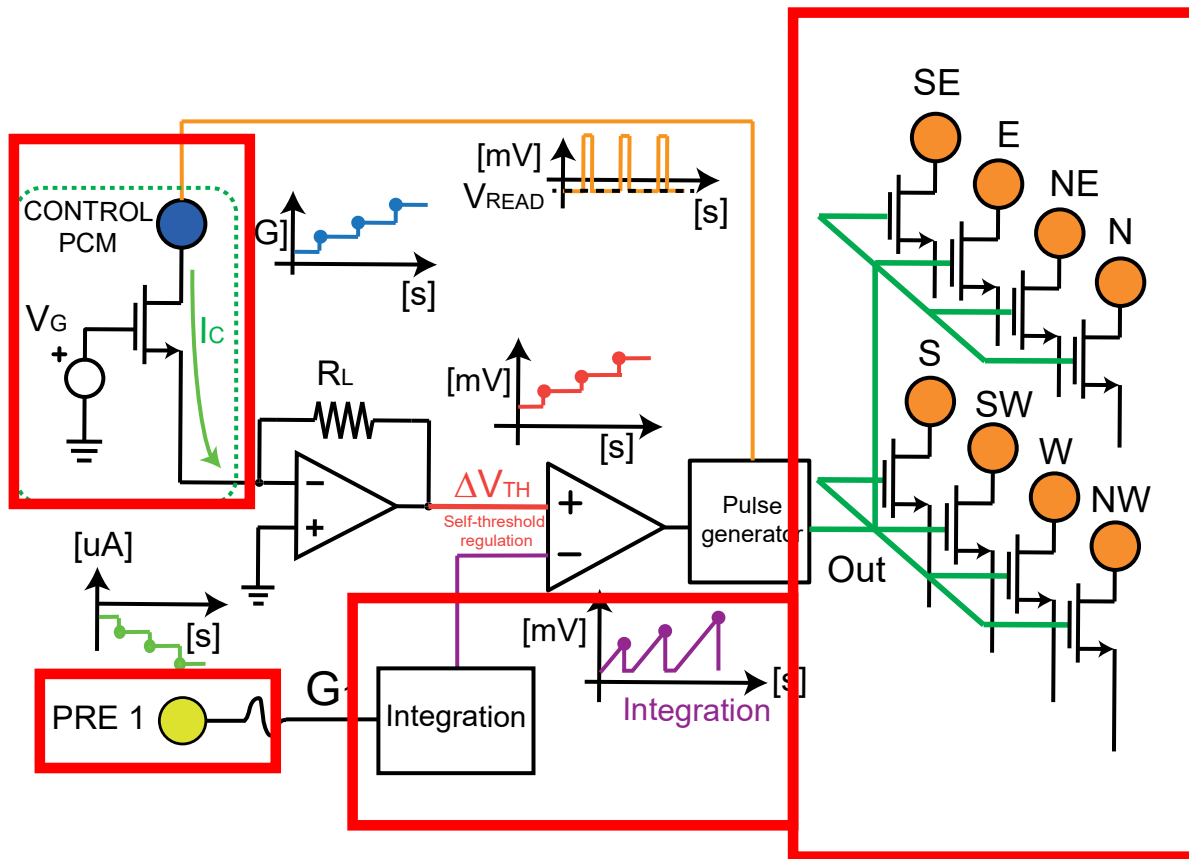 SE
E
NE
N
[mV]
VREAD
[s]
CONTROL
PCM
G]
[s]
VG
+
IC
S
SW
W
NW
[mV]
[s]
RL
−
+
ΔVTH
Self-threshold
regulation
+
−
Pulse
generator
Out
[uA]
[s]
[mV]
[s]
Integration
PRE 1
G
Integration